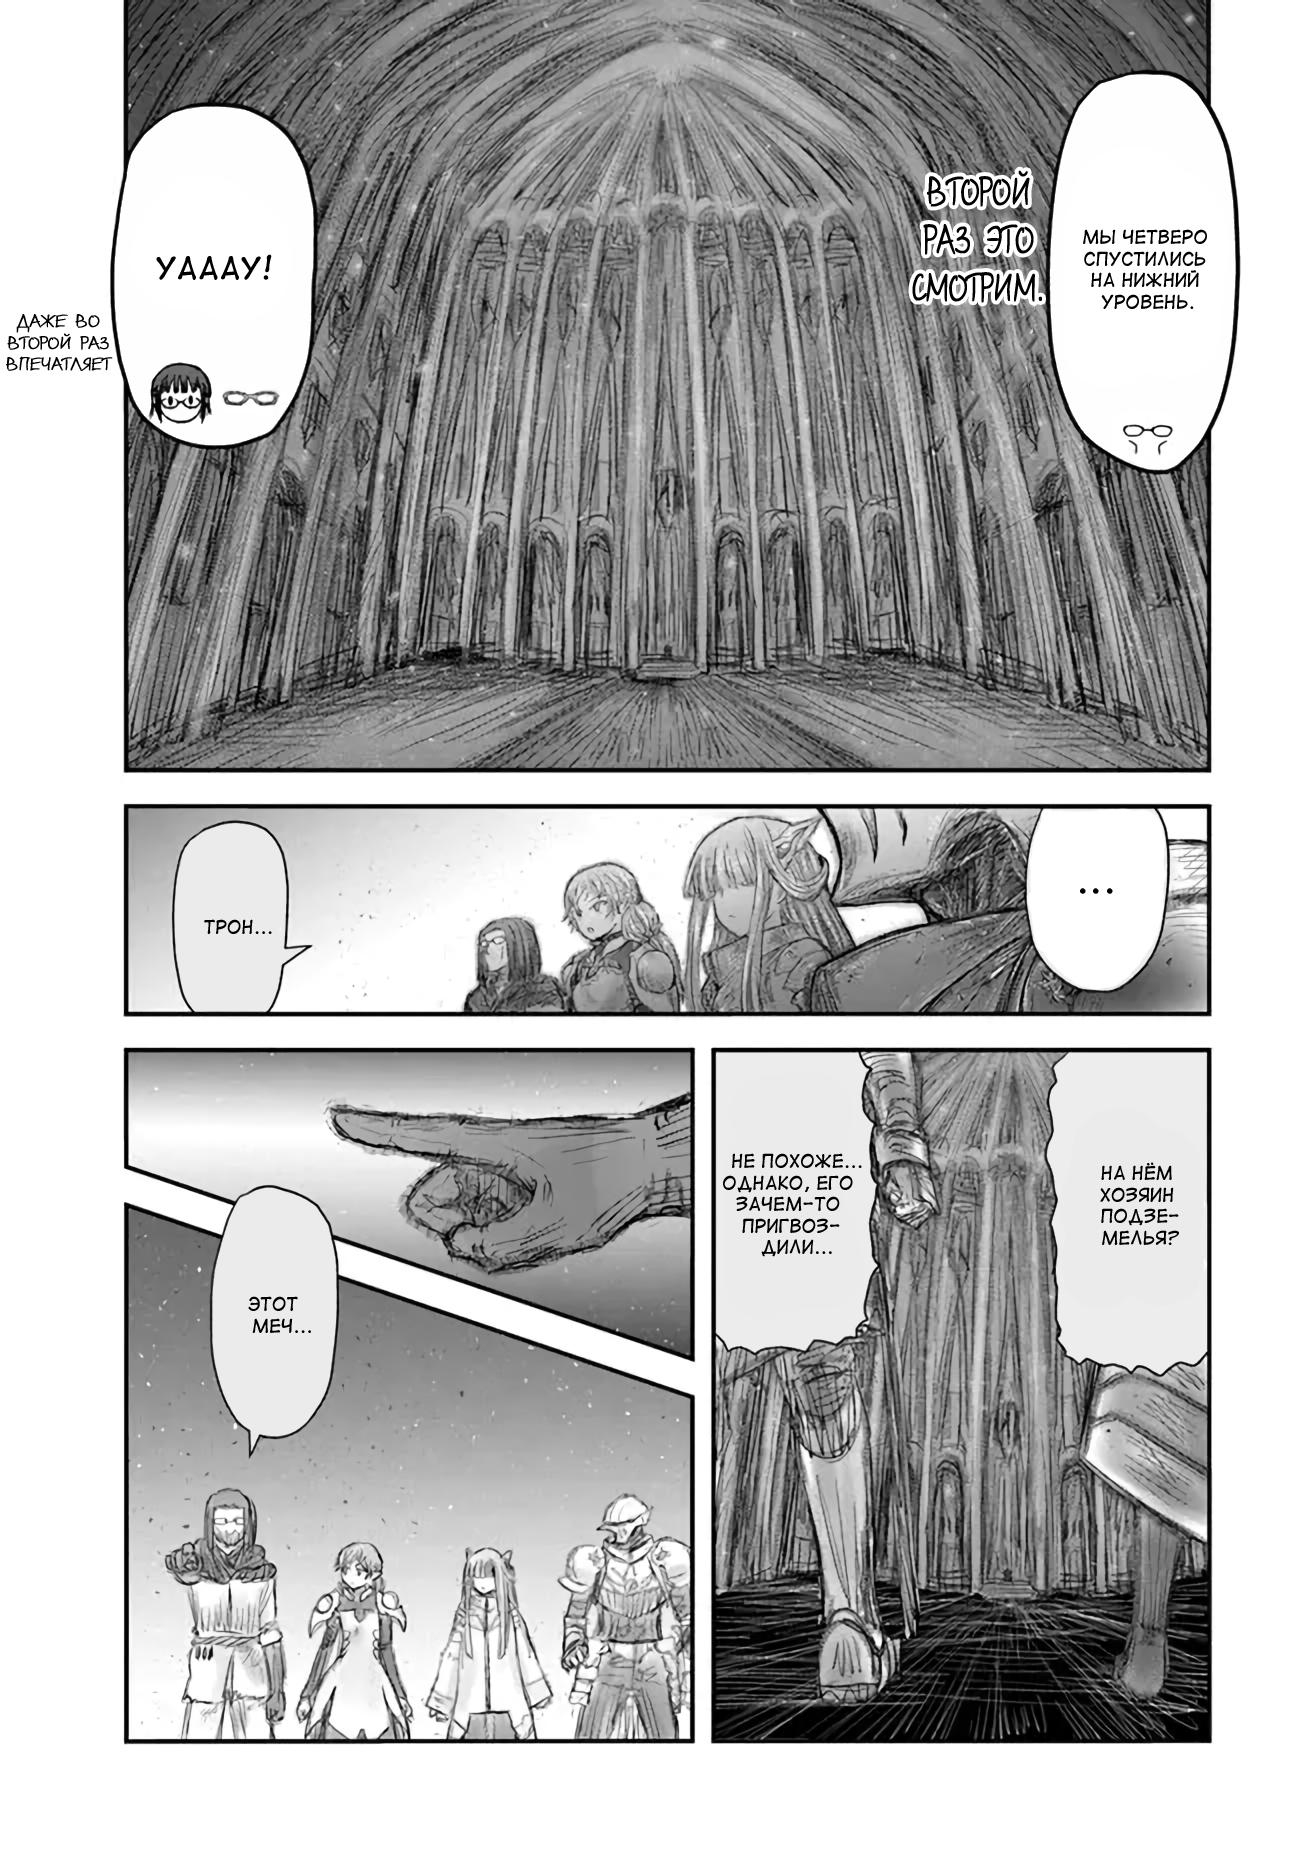 МЫ ЧЕТВЕРО
СПУСТИЛИСЬ
НА НИЖНИЙ
УРОВЕНЬ.
ВТОРОЙ
РАЗ ЭТО
СМОТРИМ.
УАААУ!
ДАЖЕ ВО
ВТОРОЙ РАЗ
ВПЕЧАТЛЯЕТ
...
ТРОН...
НА НЁМ
ХОЗЯИН
ПОДЗЕ-
МЕЛЬЯ?
НЕ ПОХОЖЕ...
ОДНАКО, ЕГО
ЗАЧЕМ-ТО
ПРИГВОЗ-
ДИЛИ...
ЭТОТ
МЕЧ...